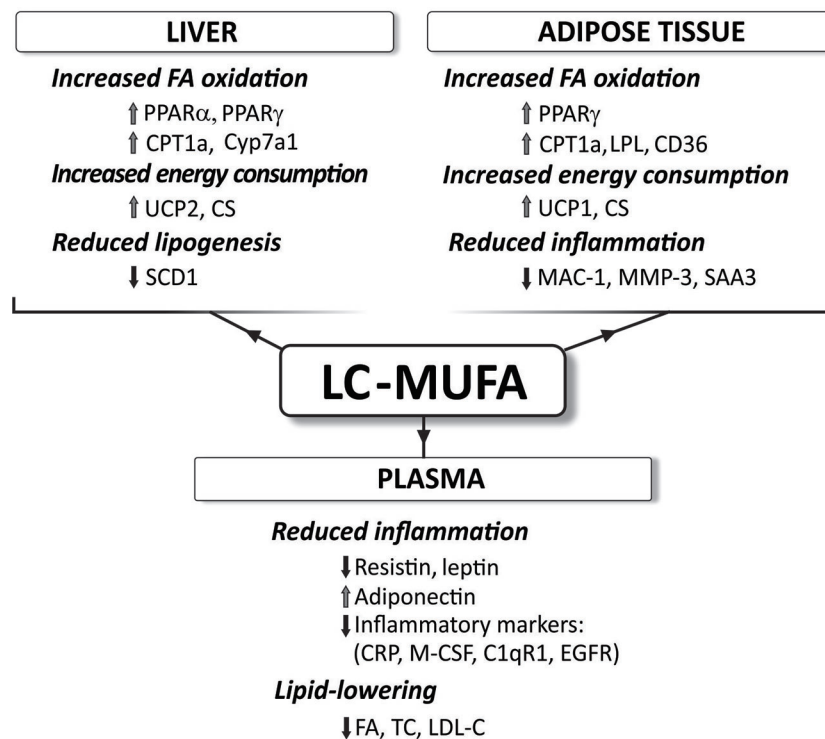 LIVER
Increased FA oxidation
⇧ PPARα, PPARγ
⇧ CPT1a, Cyp7a1
Increased energy consumption
⇧ UCP2, CS
Reduced lipogenesis
⬇ SCD1
ADIPOSE TISSUE
Increased FA oxidation
⇧ PPARγ
⇧ CPT1a, LPL, CD36
Increased energy consumption
⇧ UCP1, CS
Reduced inflammation
⬇ MAC-1, MMP-3, SAA3
LC-MUFA
PLASMA
Reduced inflammation
⬇ Resistin, leptin
⇧ Adiponectin
⬇ Inflammatory markers:
(CRP, M-CSF, C1qR1, EGFR)
Lipid-lowering
⬇ FA, TC, LDL-C